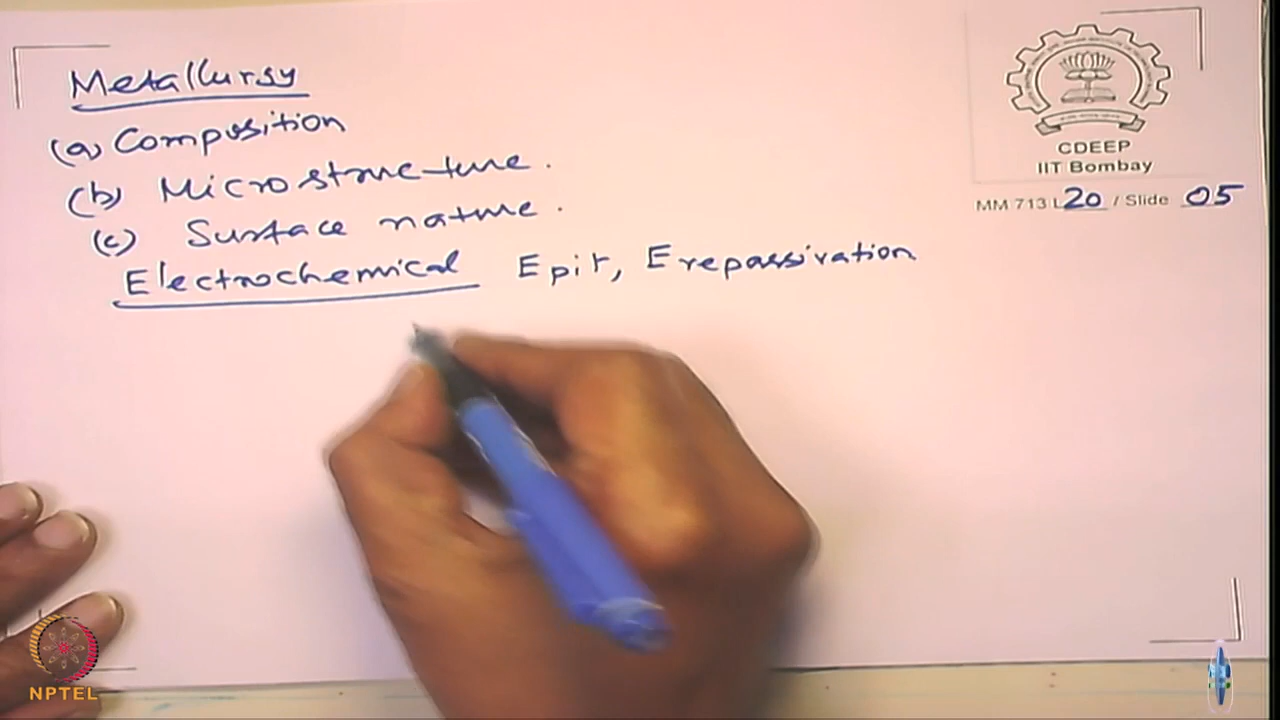 Metallurgy
(a) Composition
(b) Microstructure.
(c) Surface nature.
Electrochemical Epit, Erepassivation
CDEEP
IIT Bombay
MM 713 L20 / Slide 05
NPTEL